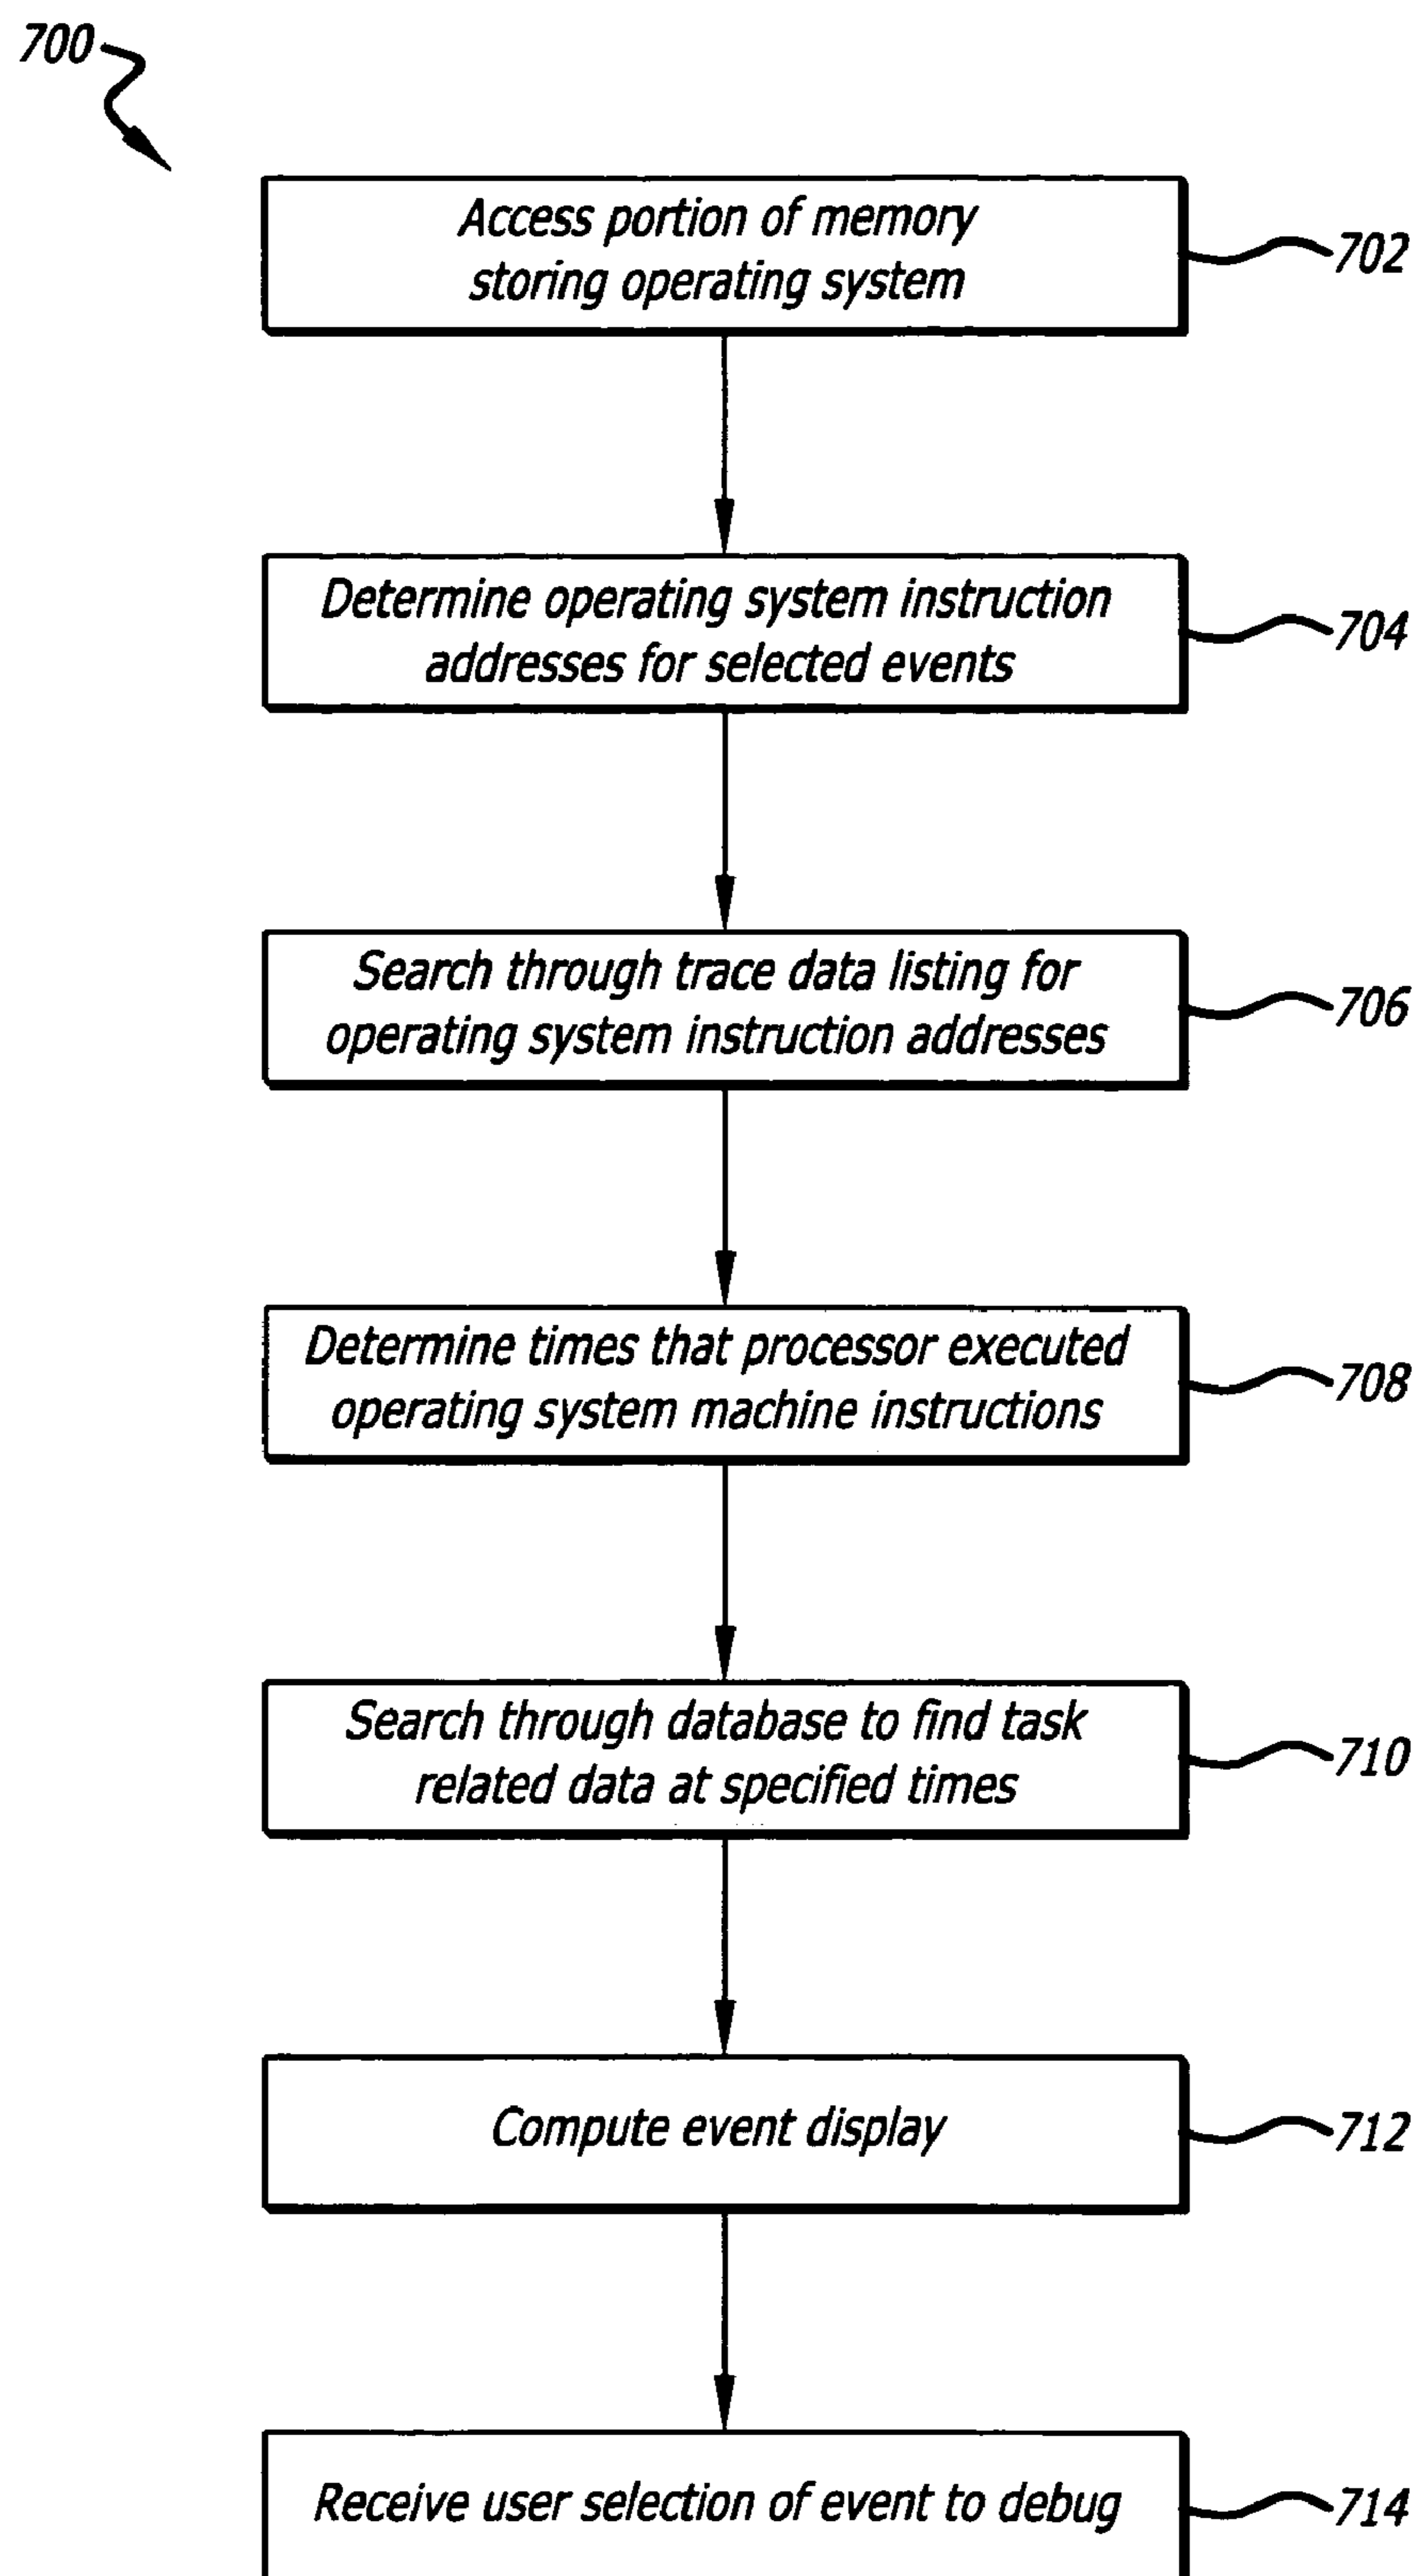 700
Access portion of memory
storing operating system
702
Determine operating system instruction
addresses for selected events
704
Search through trace data listing for
operating system instruction addresses
706
Determine times that processor executed
operating system machine instructions
708
Search through database to find task
related data at specified times
710
Compute event display
712
Receive user selection of event to debug
714